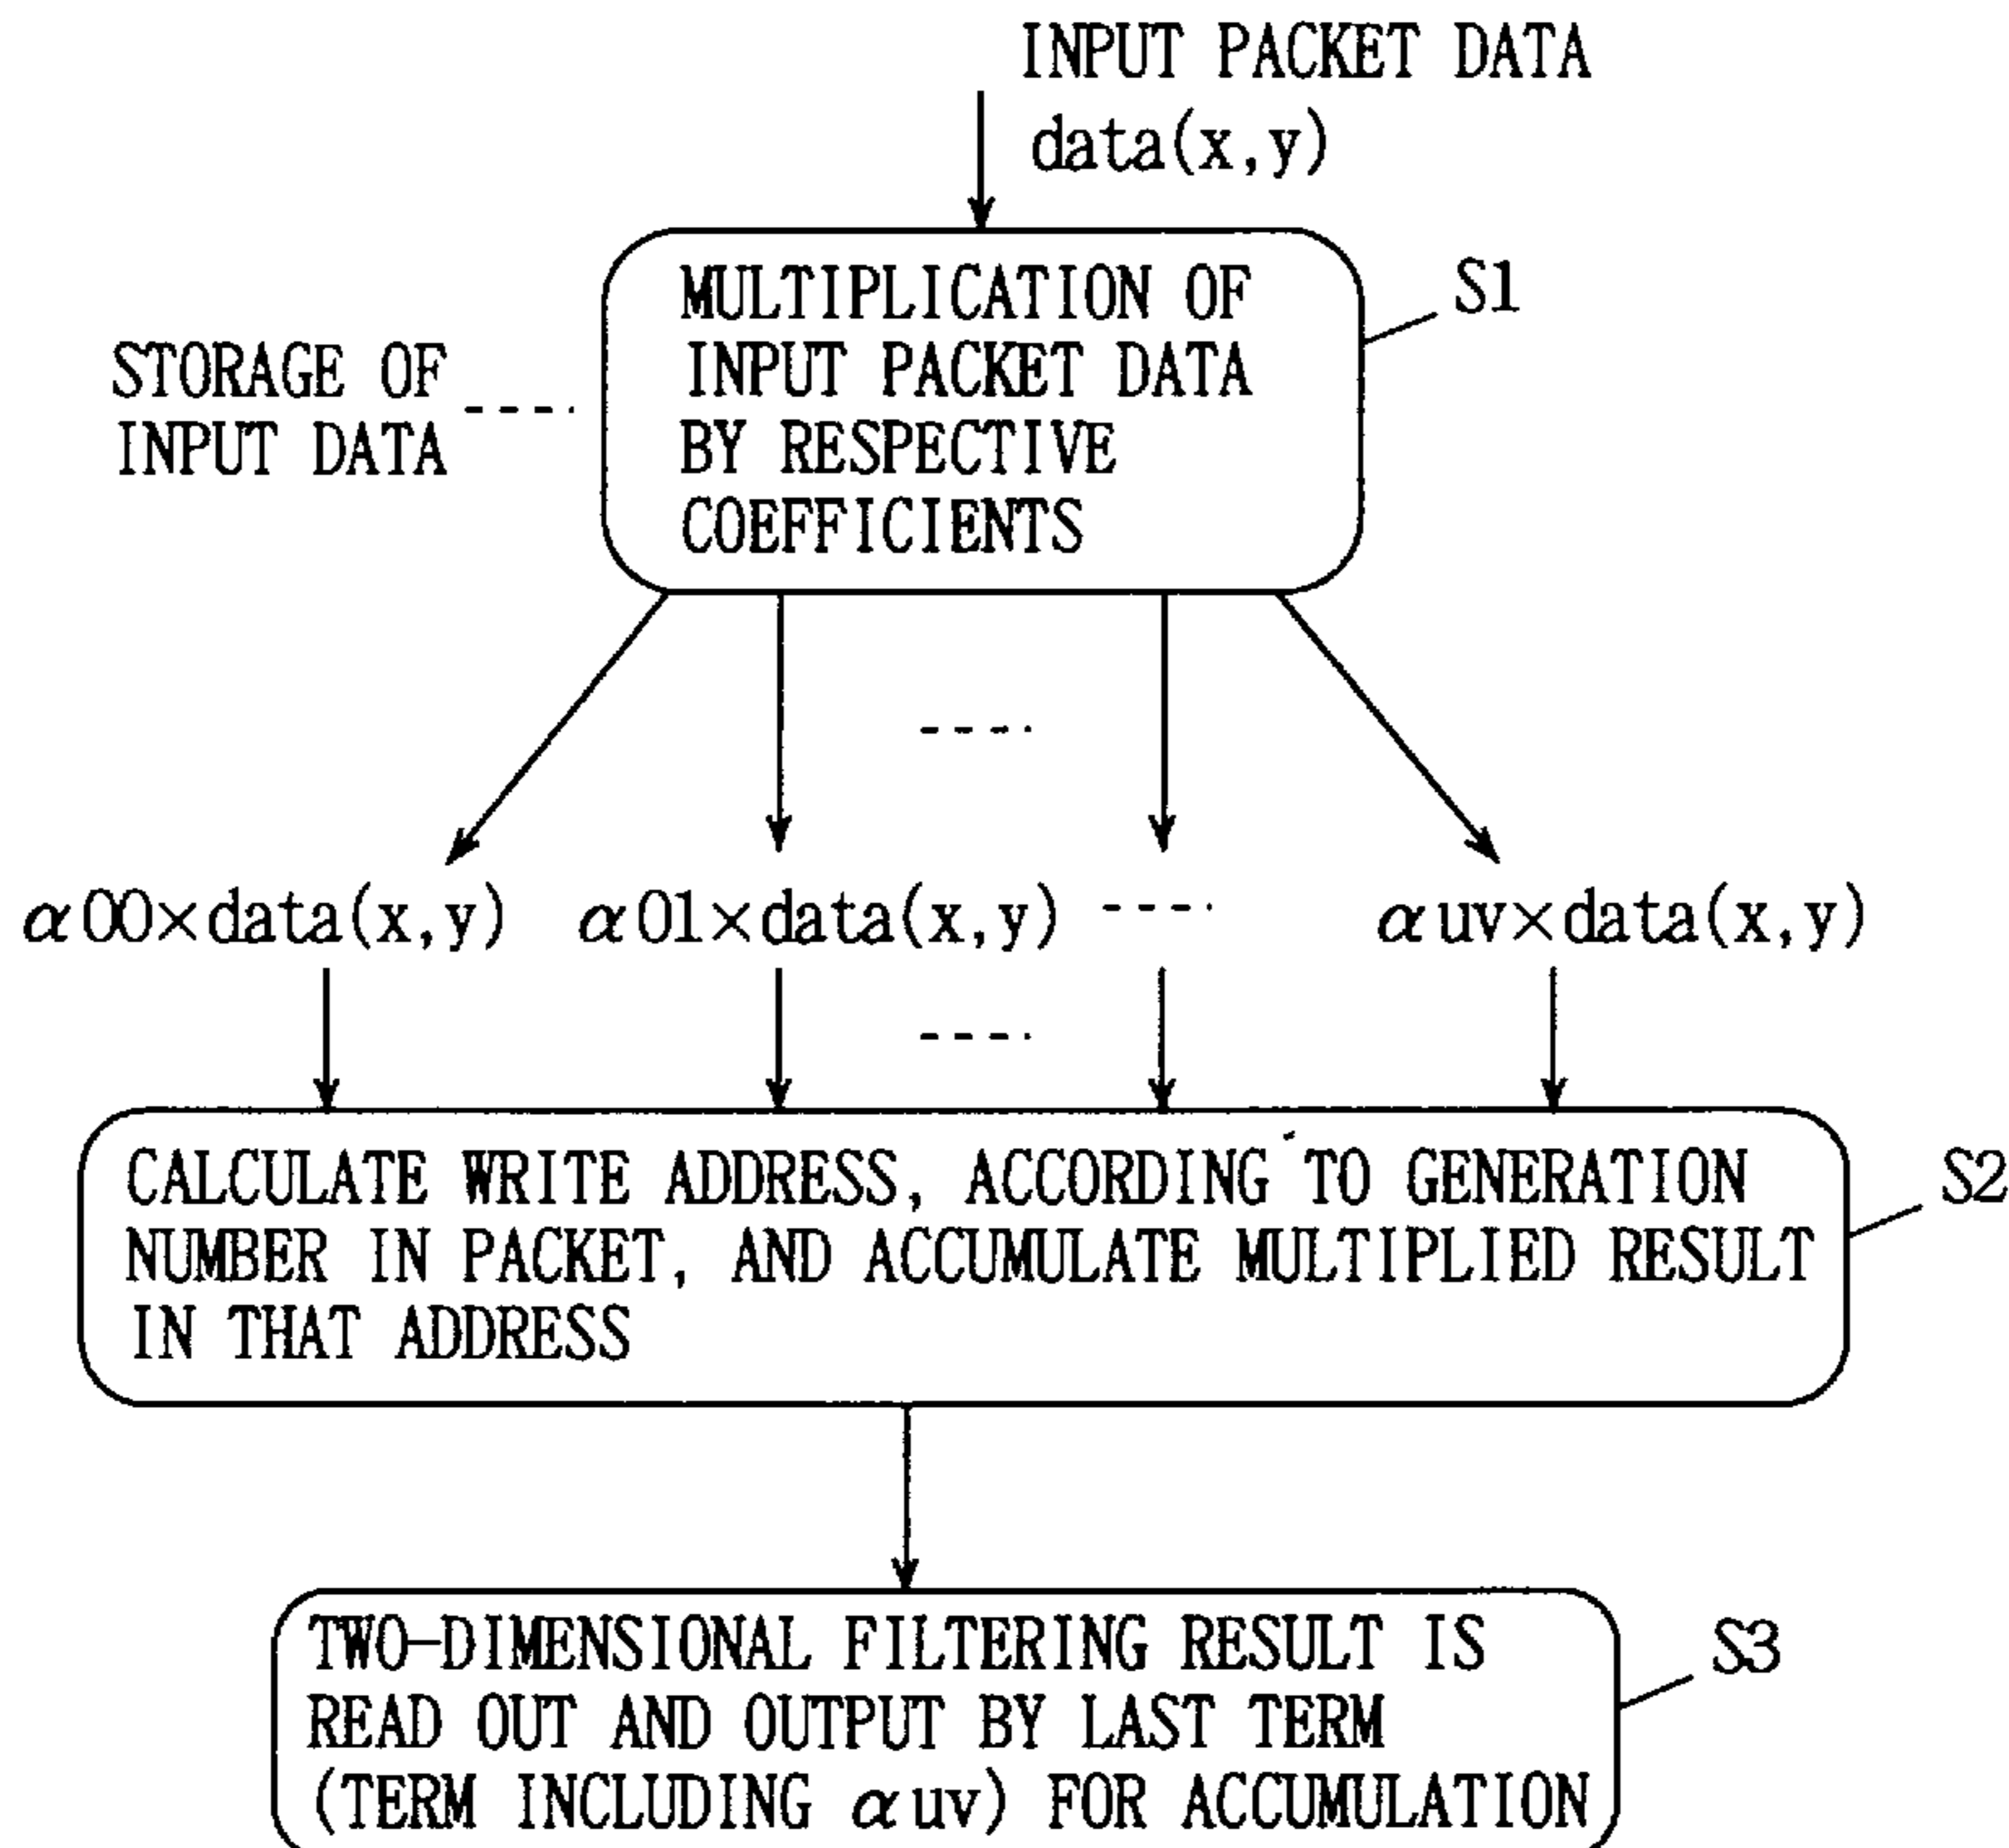 INPUT PACKET DATA
data(x,y)
MULTIPLICATION OF
INPUT PACKET DATA
BY RESPECTIVE
COEFFICIENTS
S1
STORAGE OF
INPUT DATA
α00×data(x,y) α01×data(x,y) ---- αuv×data(x,y)
CALCULATE WRITE ADDRESS, ACCORDING TO GENERATION
NUMBER IN PACKET, AND ACCUMULATE MULTIPLIED RESULT
IN THAT ADDRESS
S2
TWO-DIMENSIONAL FILTERING RESULT IS
READ OUT AND OUTPUT BY LAST TERM
(TERM INCLUDING αuv) FOR ACCUMULATION
S3